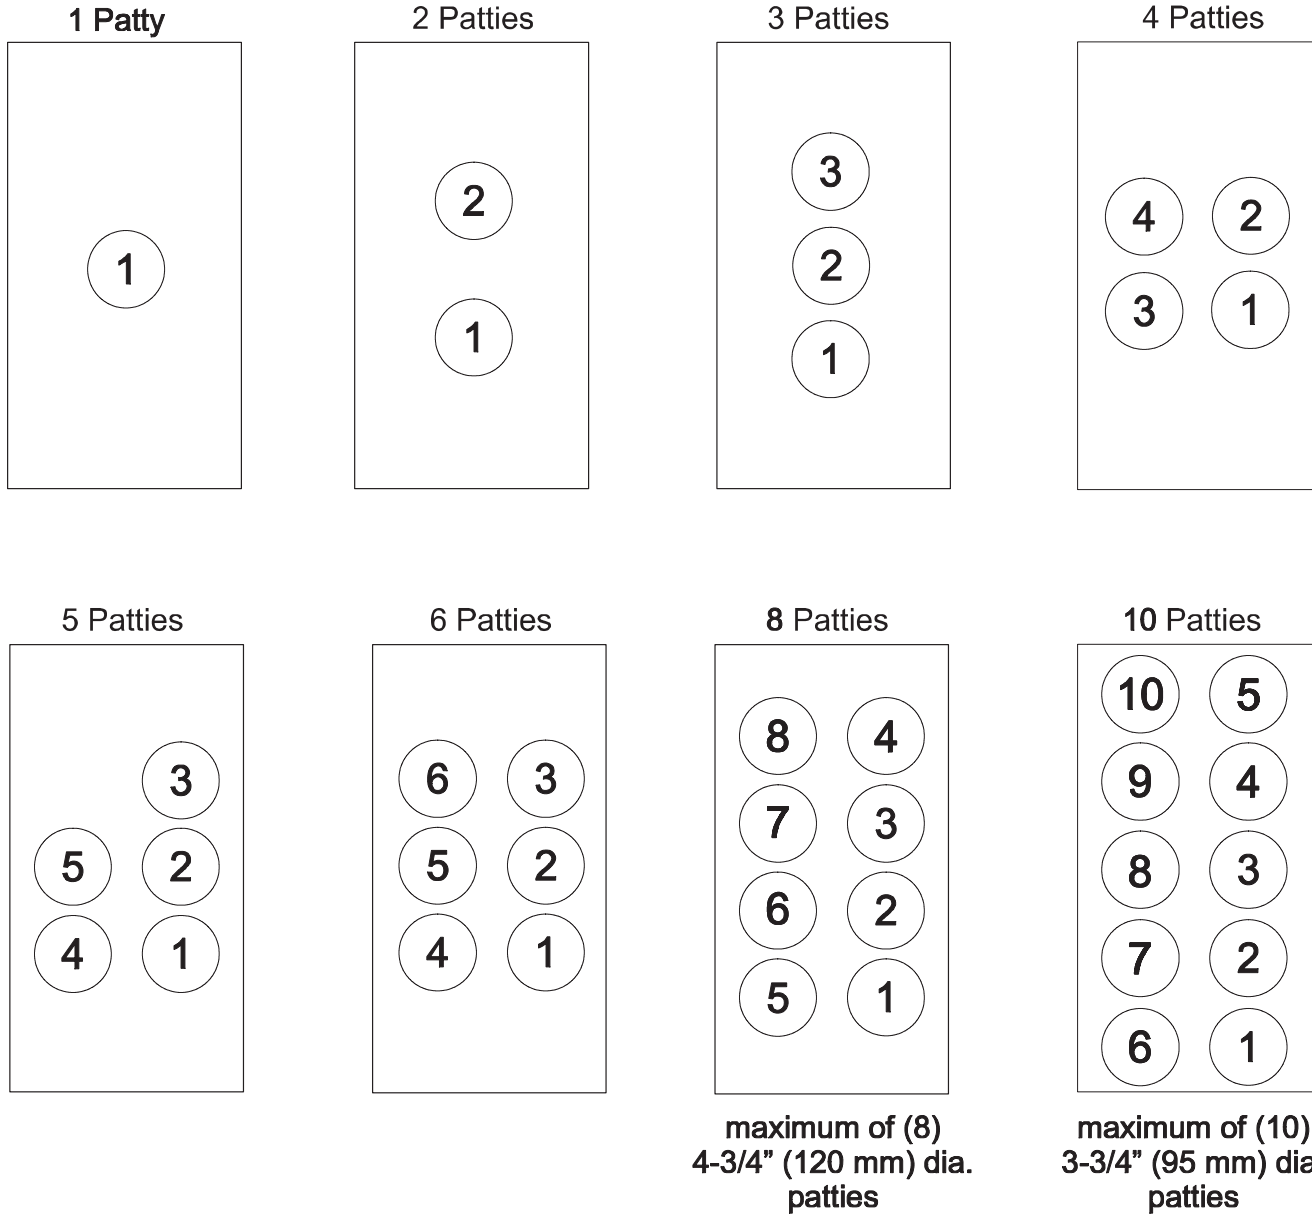 1 Patty
2 Patties
3 Patties
4 Patties
1
2
1
3
2
1
4 2
3 1
5 Patties
6 Patties
8 Patties
10 Patties
3
5 2
4 1
6 3
5 2
4 1
8 4
7 3
6 2
5 1
10 5
9 4
8 3
7 2
6 1
maximum of (8)
4-3/4” (120 mm) dia.
patties
maximum of (10)
3-3/4” (95 mm) dia
patties